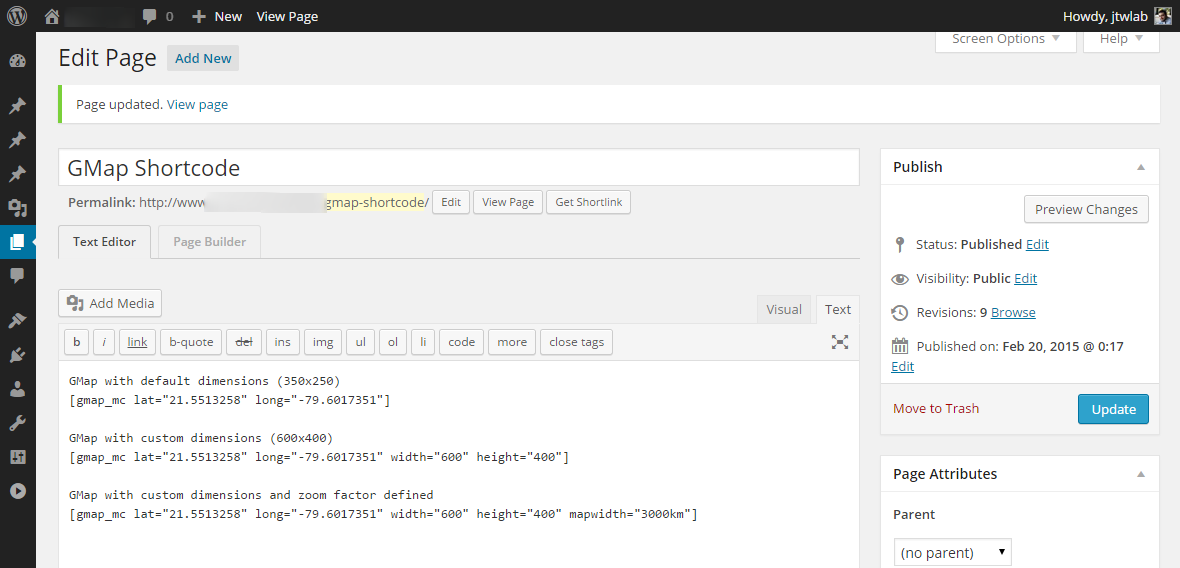 0 New View Page Howdy, jtwlab
Edit Page Add New Screen Options Help
Page updated. View page
GMap Shortcode
Permalink: http://www gmap-shortcode/ Edit View Page Get Shortlink
Text Editor Page Builder
Add Media Visual Text
b i link b-quote del ins img ul ol li code more close tags
GMap with default dimensions (350x250)
[gmap_mc lat="21.5513258" long="-79.6017351"]
GMap with custom dimensions (600x400)
[gmap_mc lat="21.5513258" long="-79.6017351" width="600" height="400"]
GMap with custom dimensions and zoom factor defined
[gmap_mc lat="21.5513258" long="-79.6017351" width="600" height="400" mapwidth="3000km"]
Publish
Preview Changes
Status: Published Edit
Visibility: Public Edit
Revisions: 9 Browse
Published on: Feb 20, 2015 @ 0:17
Edit
Move to Trash Update
Page Attributes
Parent
(no parent)